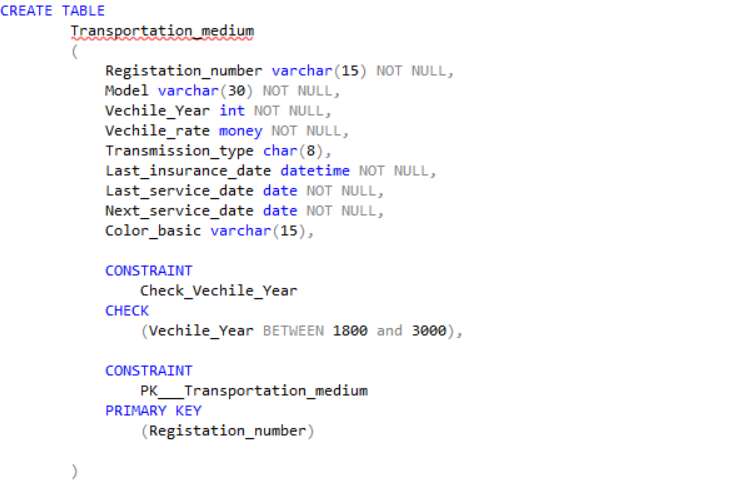 CREATE TABLE
Transportation_medium
(
Registation_number varchar(15) NOT NULL,
Model varchar(30) NOT NULL,
Vechile_Year int NOT NULL,
Vechile_rate money NOT NULL,
Transmission_type char(8),
Last_insurance_date datetime NOT NULL,
Last_service_date date NOT NULL,
Next_service_date date NOT NULL,
Color_basic varchar(15),
CONSTRAINT
Check_Vechile_Year
CHECK
(Vechile_Year BETWEEN 1800 and 3000),
CONSTRAINT
PK___Transportation_medium
PRIMARY KEY
(Registation_number)
)